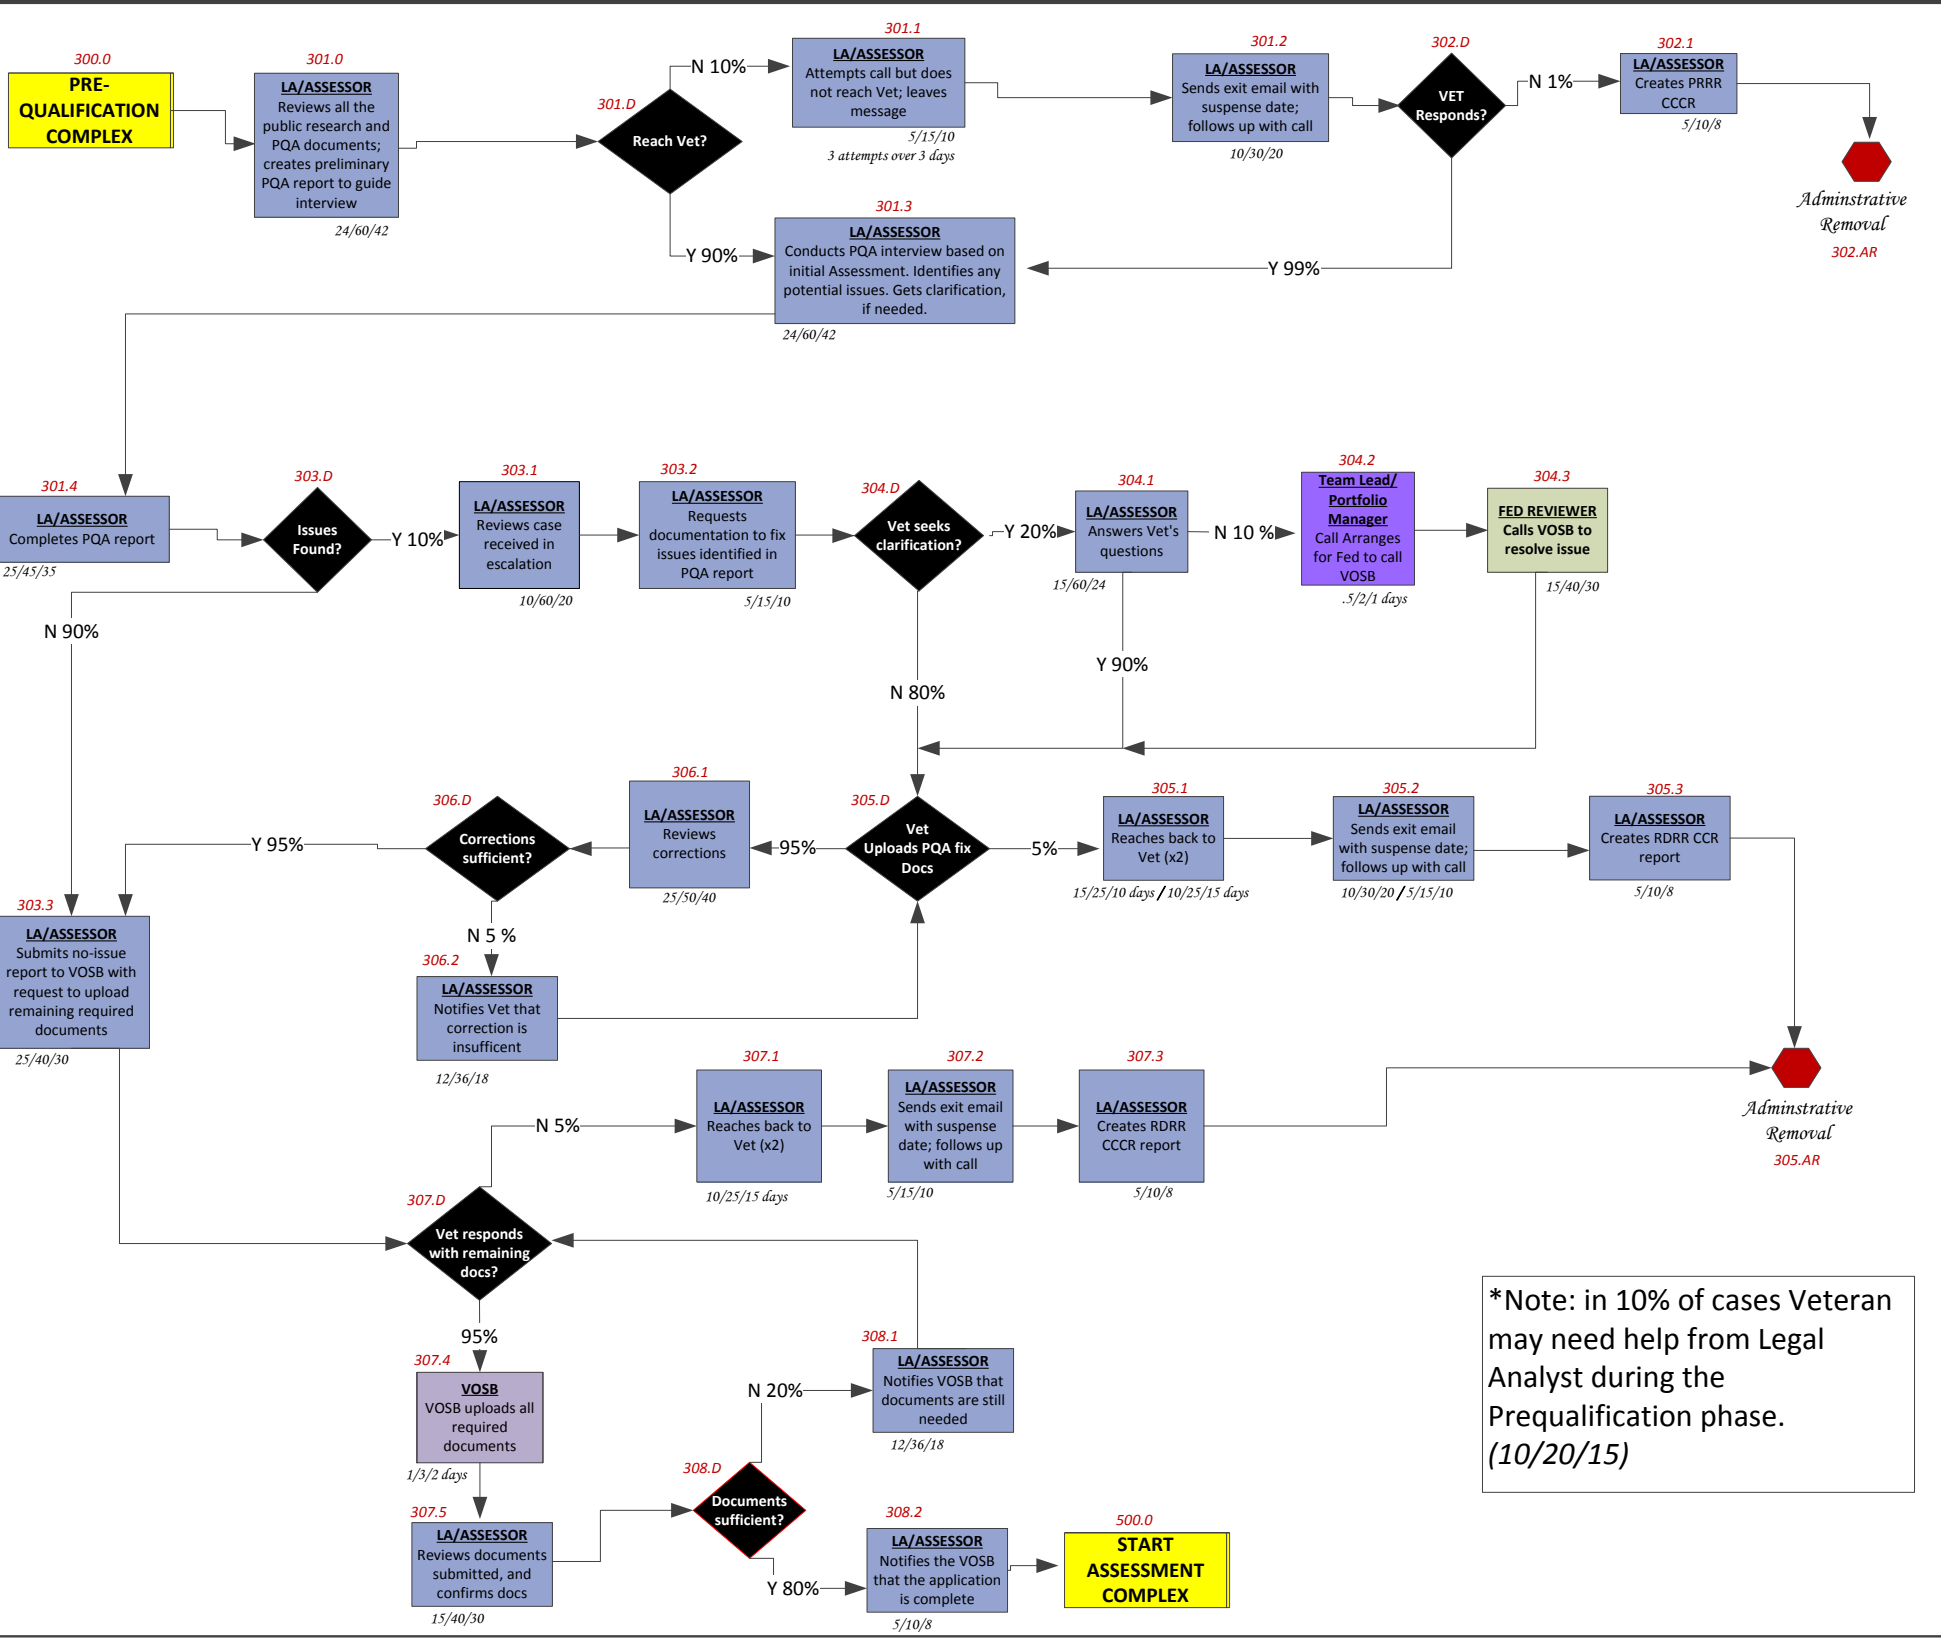 300.0
PRE-
QUALIFICATION
COMPLEX
301.0
LA/ASSESSOR
Reviews all the
public research and
PQA documents;
creates preliminary
PQA report to guide
interview
24/60/42
301.D
Reach Vet?
N 10%
Y 90%
301.1
LA/ASSESSOR
Attempts call but does
not reach Vet; leaves
message
5/15/10
3 attempts over 3 days
301.2
LA/ASSESSOR
Sends exit email with
suspense date;
follows up with call
10/30/20
302.D
VET
Responds?
N 1%
Y 99%
302.1
LA/ASSESSOR
Creates PRRR
CCCR
5/10/8
Adminstrative
Removal
302.AR
301.3
LA/ASSESSOR
Conducts PQA interview based on
initial Assessment. Identifies any
potential issues. Gets clarification,
if needed.
24/60/42
301.4
LA/ASSESSOR
Completes PQA report
25/45/35
303.D
Issues
Found?
Y 10%
N 90%
303.1
LA/ASSESSOR
Reviews case
received in
escalation
10/60/20
303.2
LA/ASSESSOR
Requests
documentation to fix
issues identified in
PQA report
5/15/10
304.D
Vet seeks
clarification?
Y 20%
N 80%
304.1
LA/ASSESSOR
Answers Vet's
questions
15/60/24
N 10 %
Y 90%
304.2
Team Lead/
Portfolio
Manager
Call Arranges
for Fed to call
VOSB
.5/2/1 days
304.3
FED REVIEWER
Calls VOSB to
resolve issue
15/40/30
305.D
Vet
Uploads PQA fix
Docs
95%
5%
306.1
LA/ASSESSOR
Reviews
corrections
25/50/40
306.D
Corrections
sufficient?
Y 95%
N 5 %
306.2
LA/ASSESSOR
Notifies Vet that
correction is
insufficent
12/36/18
305.1
LA/ASSESSOR
Reaches back to
Vet (x2)
15/25/10 days / 10/25/15 days
305.2
LA/ASSESSOR
Sends exit email
with suspense date;
follows up with call
10/30/20 / 5/15/10
305.3
LA/ASSESSOR
Creates RDRR CCR
report
5/10/8
303.3
LA/ASSESSOR
Submits no-issue
report to VOSB with
request to upload
remaining required
documents
25/40/30
307.D
Vet responds
with remaining
docs?
N 5%
95%
307.1
LA/ASSESSOR
Reaches back to
Vet (x2)
10/25/15 days
307.2
LA/ASSESSOR
Sends exit email
with suspense
date; follows up
with call
5/15/10
307.3
LA/ASSESSOR
Creates RDRR
CCCR report
5/10/8
Adminstrative
Removal
305.AR
307.4
VOSB
VOSB uploads all
required
documents
1/3/2 days
307.5
LA/ASSESSOR
Reviews documents
submitted, and
confirms docs
15/40/30
308.D
Documents
sufficient?
N 20%
Y 80%
308.1
LA/ASSESSOR
Notifies VOSB that
documents are still
needed
12/36/18
308.2
LA/ASSESSOR
Notifies the VOSB
that the application
is complete
5/10/8
500.0
START
ASSESSMENT
COMPLEX
*Note: in 10% of cases Veteran
may need help from Legal
Analyst during the
Prequalification phase.
(10/20/15)